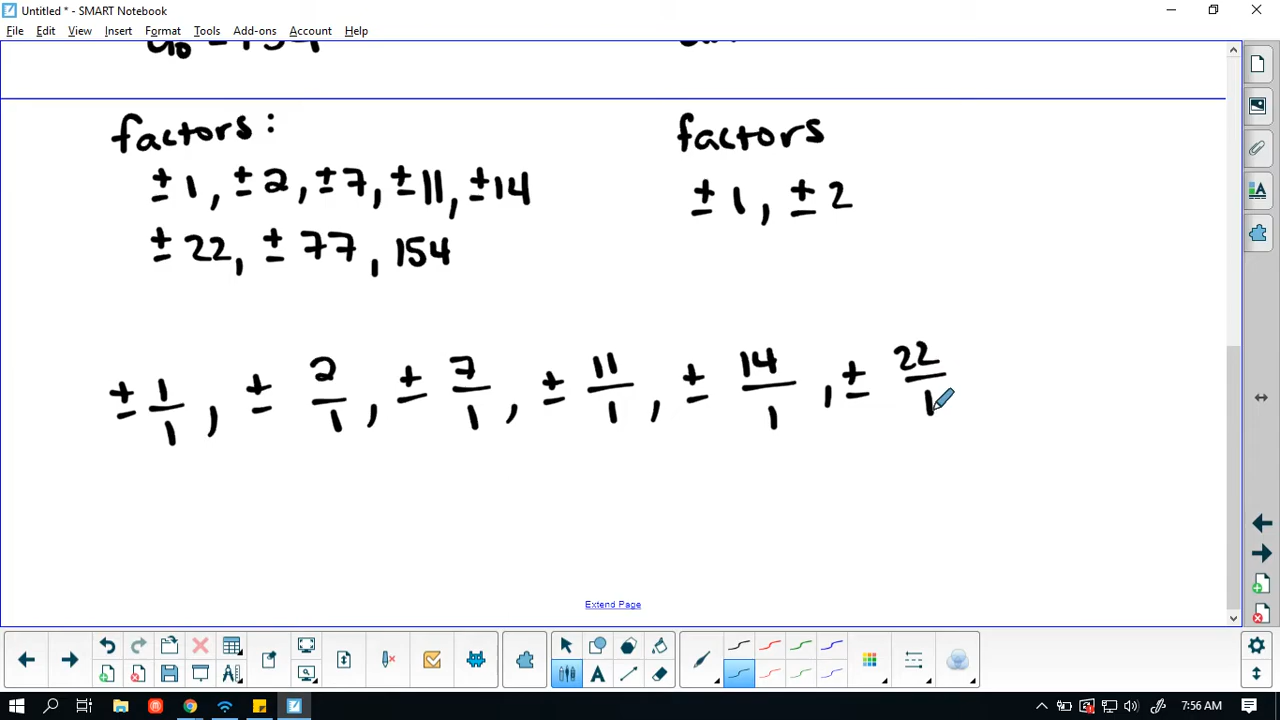 Untitled * - SMART Notebook
File Edit View Insert Format Tools Add-ons Account Help
factors:
± 1, ± 2, ± 7, ± 11, ± 14
± 22, ± 77, 154
factors
± 1, ± 2
± 1/1, ± 2/1, ± 7/1, ± 11/1, ± 14/1, ± 22/1
Extend Page
7:56 AM